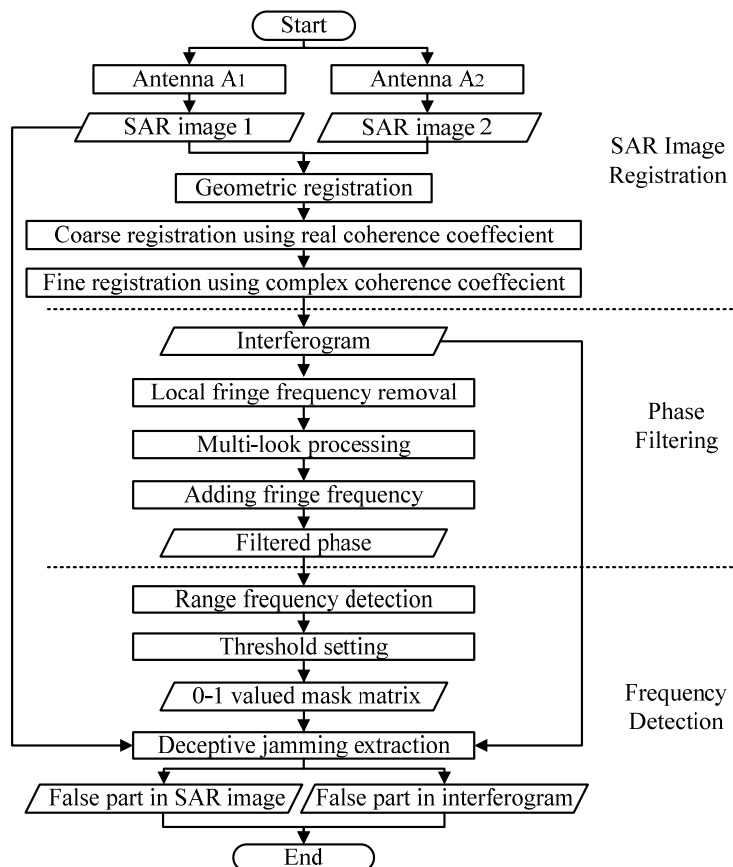 Start
Antenna A1
Antenna A2
SAR image 1
SAR image 2
SAR Image
Registration
Geometric registration
Coarse registration using real coherence coeffecient
Fine registration using complex coherence coeffecient
Interferogram
Local fringe frequency removal
Phase
Filtering
Multi-look processing
Adding fringe frequency
Filtered phase
Range frequency detection
Threshold setting
0-1 valued mask matrix
Frequency
Detection
Deceptive jamming extraction
False part in SAR image
False part in interferogram
End